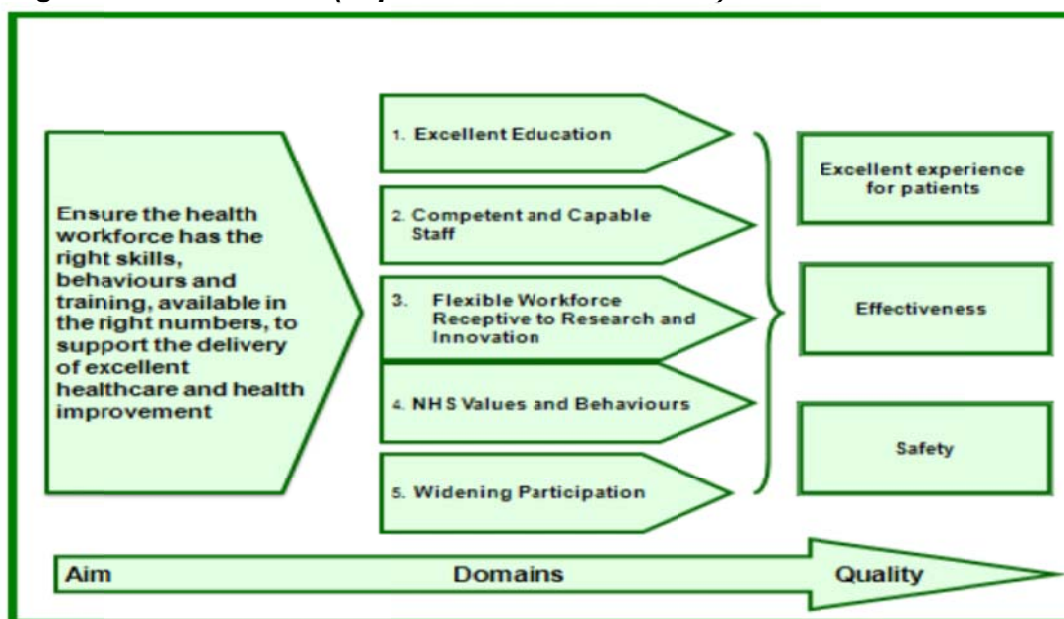 Ensure the health
workforce has the
right skills,
behaviours and
training, available in
the right numbers, to
support the delivery
of excellent
healthcare and health
improvement
1. Excellent Education
2. Competent and Capable
Staff
3. Flexible Workforce
Receptive to Research and
Innovation
4. NHS Values and Behaviours
5. Widening Participation
Excellent experience
for patients
Effectiveness
Safety
Aim
Domains
Quality